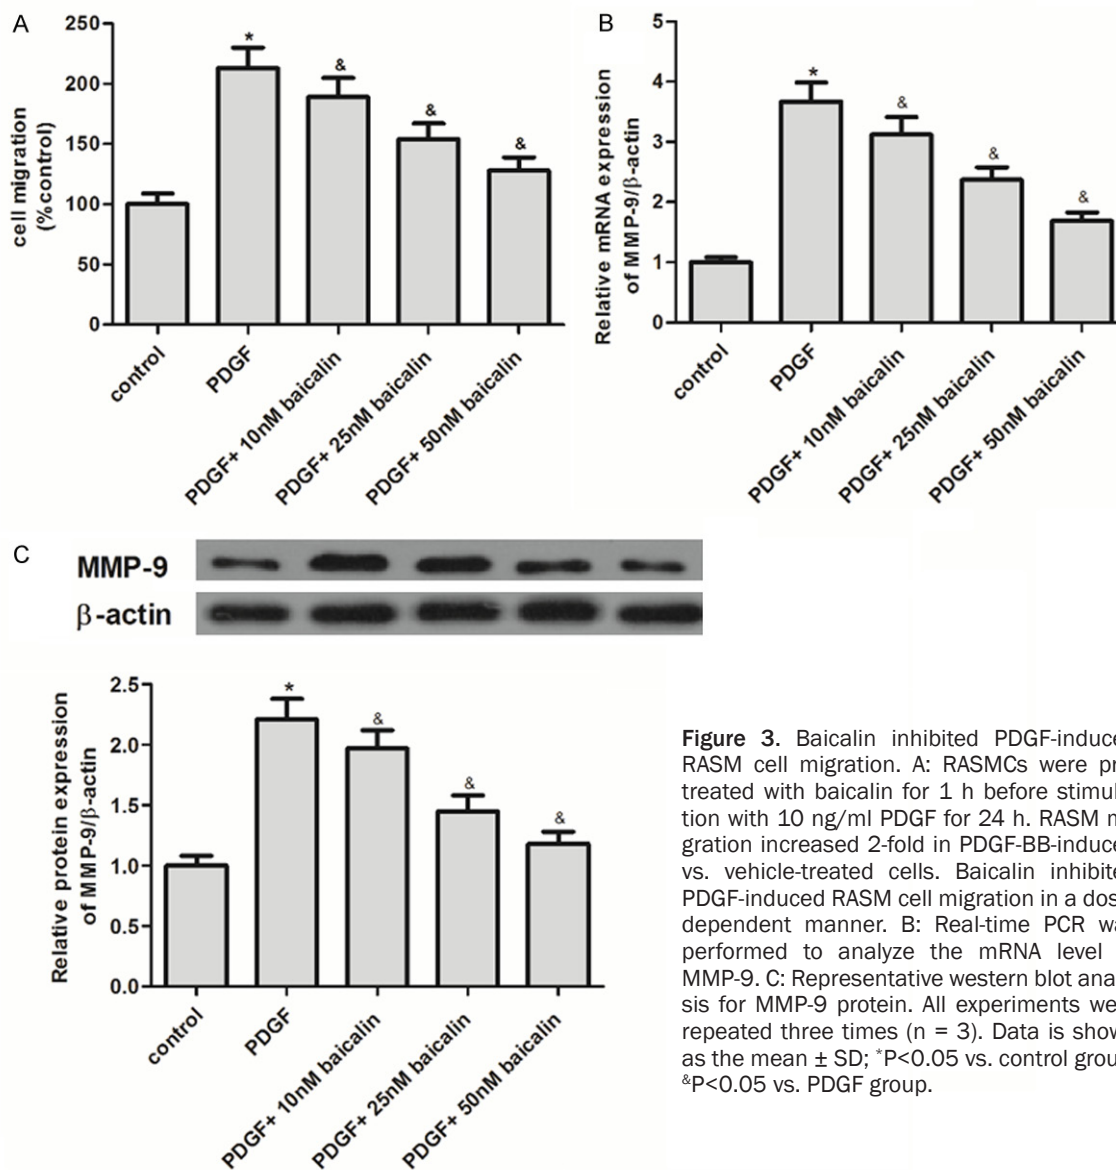 A
cell migration
(%control)
250
200
150
100
50
0
*
&
&
&
control
PDGF
PDGF+ 10nM baicalin
PDGF+ 25nM baicalin
PDGF+ 50nM baicalin
B
Relative mRNA expression
of MMP-9/β-actin
5
4
3
2
1
0
*
&
&
&
control
PDGF
PDGF+ 10nM baicalin
PDGF+ 25nM baicalin
PDGF+ 50nM baicalin
C
MMP-9
β-actin
Relative protein expression
of MMP-9/β-actin
2.5
2.0
1.5
1.0
0.5
0.0
*
&
&
&
control
PDGF
PDGF+ 10nM baicalin
PDGF+ 25nM baicalin
PDGF+ 50nM baicalin
Figure 3. Baicalin inhibited PDGF-induce
RASM cell migration. A: RASMCs were pr
treated with baicalin for 1 h before stimul
tion with 10 ng/ml PDGF for 24 h. RASM m
gration increased 2-fold in PDGF-BB-induce
vs. vehicle-treated cells. Baicalin inhibite
PDGF-induced RASM cell migration in a dos
dependent manner. B: Real-time PCR wa
performed to analyze the mRNA level
MMP-9. C: Representative western blot ana
sis for MMP-9 protein. All experiments we
repeated three times (n = 3). Data is show
as the mean ± SD; *P<0.05 vs. control grou
&P<0.05 vs. PDGF group.